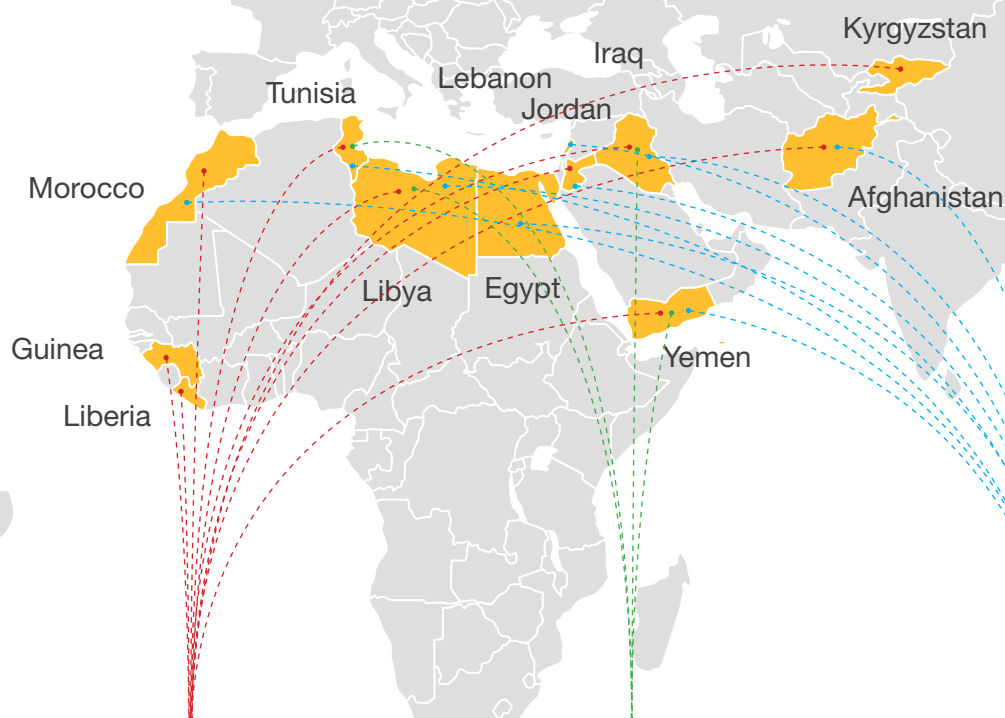 Kyrgyzstan
Iraq
Lebanon
Tunisia
Jordan
Morocco
Afghanistan
Libya
Egypt
Guinea
Yemen
Liberia